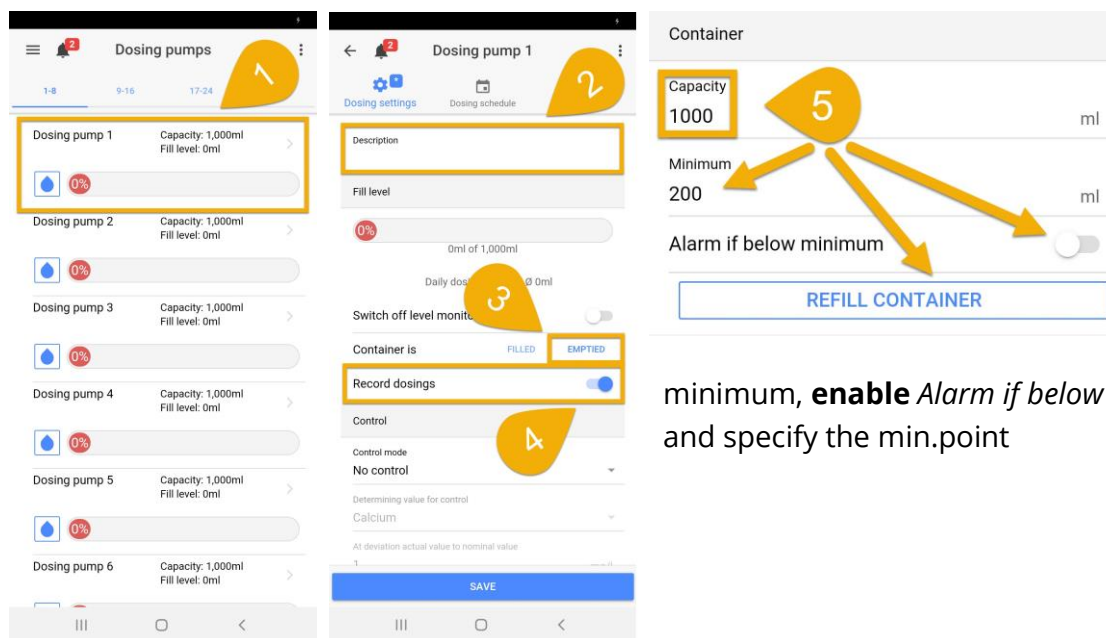 2
Dosing pumps
1
1-8
9-16
17-24
Dosing pump 1
Capacity: 1,000ml
Fill level: 0ml
0%
Dosing pump 2
Capacity: 1,000ml
Fill level: 0ml
0%
Dosing pump 3
Capacity: 1,000ml
Fill level: 0ml
0%
Dosing pump 4
Capacity: 1,000ml
Fill level: 0ml
0%
Dosing pump 5
Capacity: 1,000ml
Fill level: 0ml
0%
Dosing pump 6
Capacity: 1,000ml
Fill level: 0ml
2
Dosing pump 1
2
Dosing settings
Dosing schedule
Description
Fill level
0%
0ml of 1,000ml
Daily Ø 0ml
3
Switch off level
Container is
FILLED
EMPTIED
Record dosings
4
Control
Control mode
No control
Determining value for control
Calcium
At deviation actual value to nominal value
SAVE
Container
Capacity
1000
ml
5
Minimum
200
ml
Alarm if below minimum
REFILL CONTAINER
minimum, enable Alarm if below
and specify the min.point